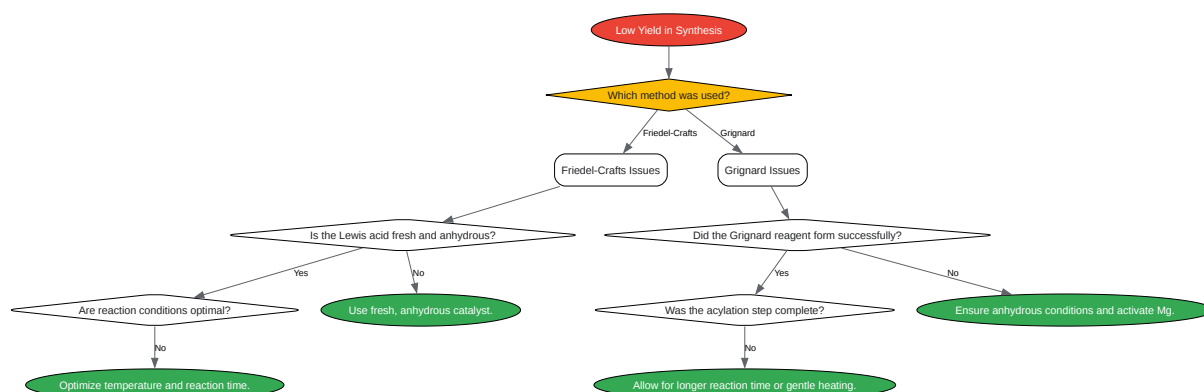 Low Yield in Synthesis
Which method was used?
Friedel-Crafts
Grignard
Friedel-Crafts Issues
Grignard Issues
Is the Lewis acid fresh and anhydrous?
Did the Grignard reagent form successfully?
Yes
No
Yes
No
Are reaction conditions optimal?
Use fresh, anhydrous catalyst.
Was the acylation step complete?
Ensure anhydrous conditions and activate Mg.
No
No
Optimize temperature and reaction time.
Allow for longer reaction time or gentle heating.